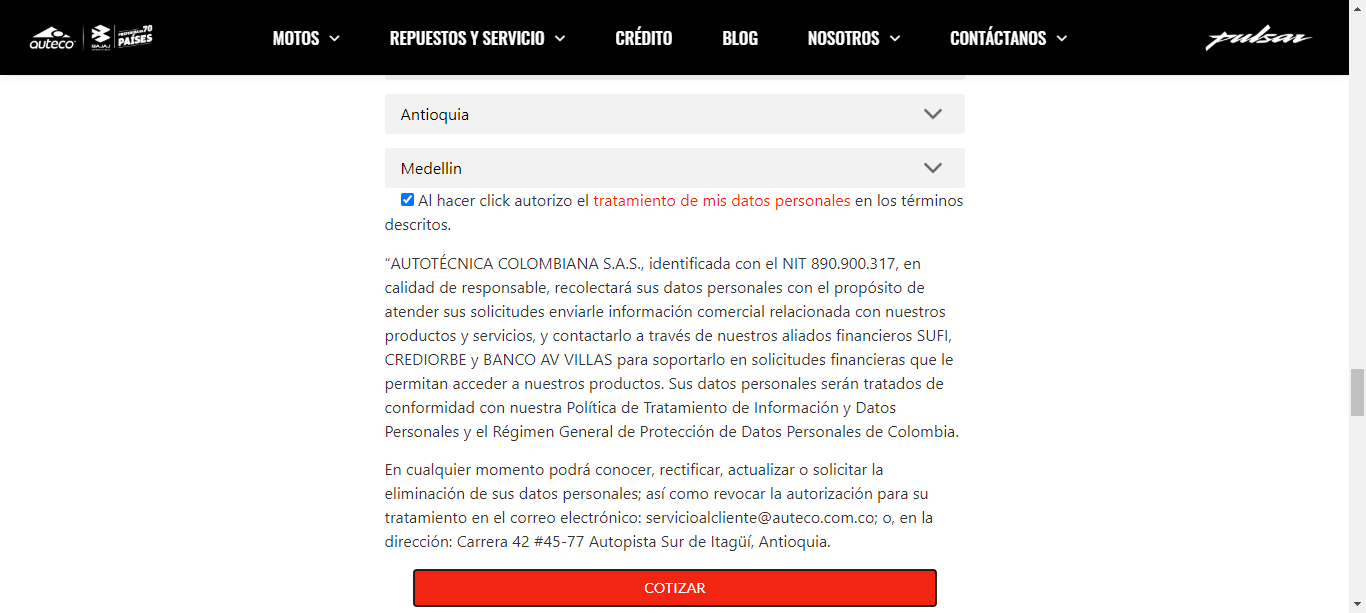 auteco
BAJAJ
70
PAÍSES
MOTOS
REPUESTOS Y SERVICIO
CRÉDITO
BLOG
NOSOTROS
CONTÁCTANOS
pulsar
Antioquia
Medellin
Al hacer click autorizo el tratamiento de mis datos personales en los términos
descritos.
“AUTOTÉCNICA COLOMBIANA S.A.S., identificada con el NIT 890.900.317, en
calidad de responsable, recolectará sus datos personales con el propósito de
atender sus solicitudes enviarle información comercial relacionada con nuestros
productos y servicios, y contactarlo a través de nuestros aliados financieros SUFI,
CREDIORBE y BANCO AV VILLAS para soportarlo en solicitudes financieras que le
permitan acceder a nuestros productos. Sus datos personales serán tratados de
conformidad con nuestra Política de Tratamiento de Información y Datos
Personales y el Régimen General de Protección de Datos Personales de Colombia.
En cualquier momento podrá conocer, rectificar, actualizar o solicitar la
eliminación de sus datos personales; así como revocar la autorización para su
tratamiento en el correo electrónico: servicioalcliente@auteco.com.co; o, en la
dirección: Carrera 42 #45-77 Autopista Sur de Itagüí, Antioquia.
COTIZAR